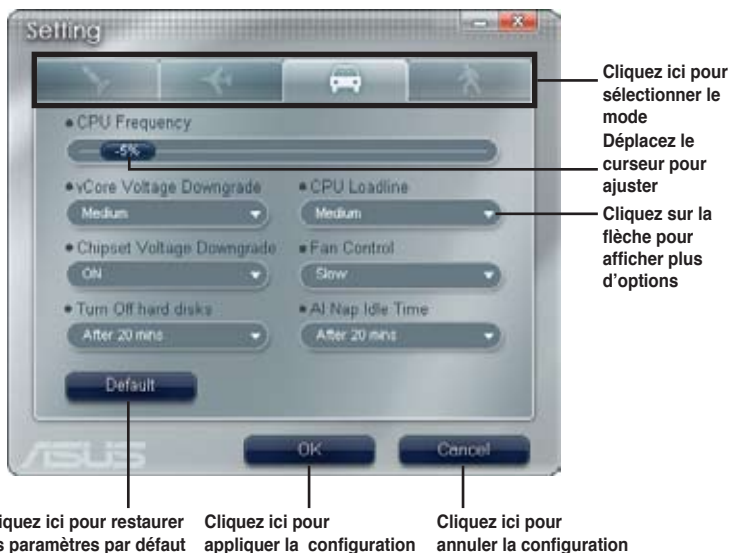 Setting
CPU Frequency
-5%
vCore Voltage Downgrade
CPU Loadline
Medium
Medium
Chipset Voltage Downgrade
Fan Control
ON
Slow
Turn Off hard disks
AI Nap Idle Time
After 20 mins
After 20 mins
Default
ASUS
OK
Cancel
Cliquez ici pour
sélectionner le
mode
Déplacez le
curseur pour
ajuster
Cliquez sur la
flèche pour
afficher plus
d'options
iquez ici pour restaurer
s paramètres par défaut
Cliquez ici pour
appliquer la configuration
Cliquez ici pour
annuler la configuration